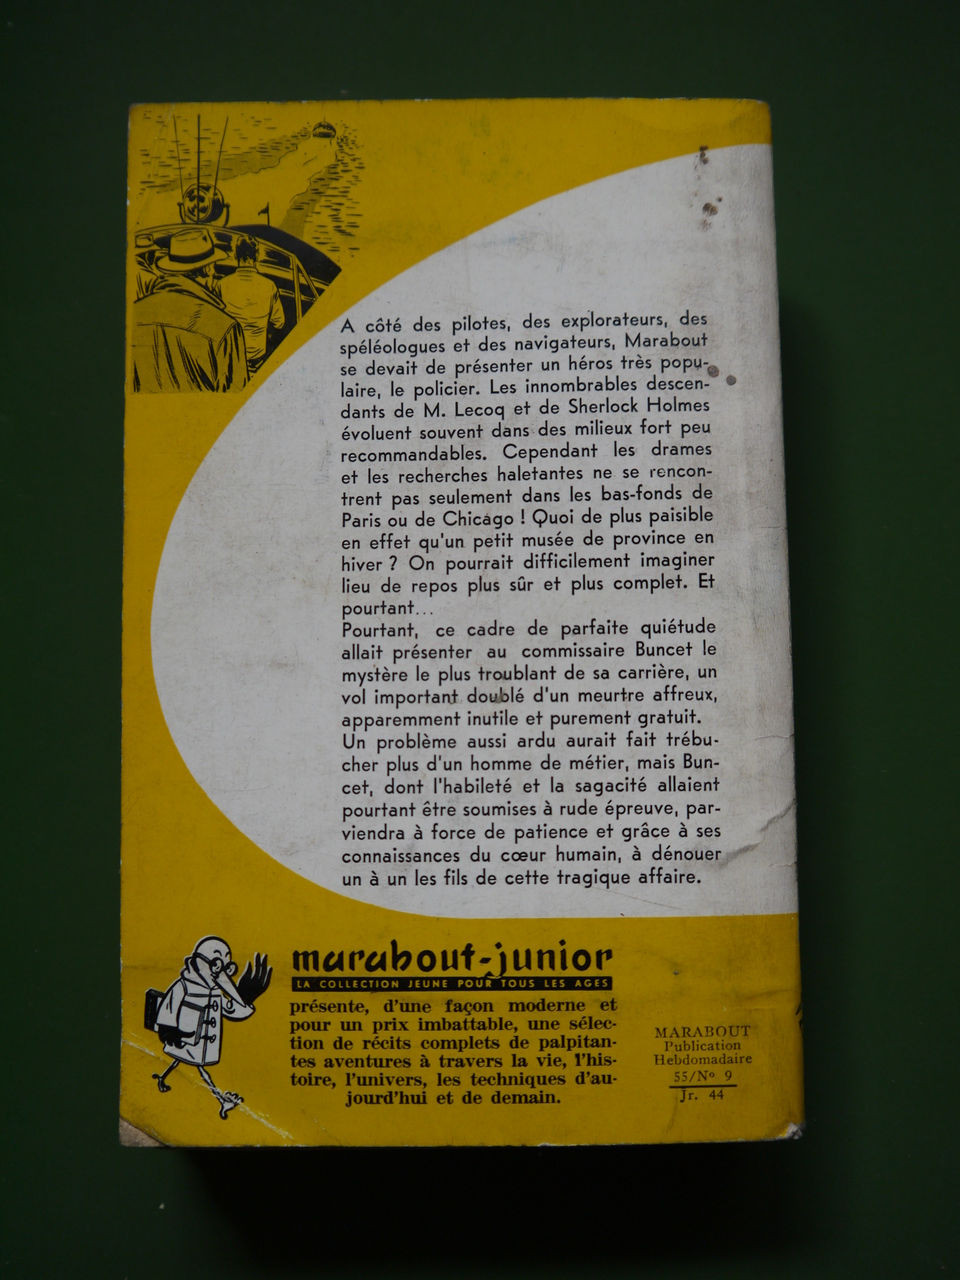 A côté des pilotes, des explorateurs, des
spéléologues et des navigateurs, Marabout
se devait de présenter un héros très popu-
laire, le policier. Les innombrables descen-
dants de M. Lecoq et de Sherlock Holmes
évoluent souvent dans des milieux fort peu
recommandables. Cependant les drames
et les recherches haletantes ne se rencon-
trent pas seulement dans les bas-fonds de
Paris ou de Chicago ! Quoi de plus paisible
en effet qu'un petit musée de province en
hiver ? On pourrait difficilement imaginer
lieu de repos plus sûr et plus complet. Et
pourtant...
Pourtant, ce cadre de parfaite quiétude
allait présenter au commissaire Buncet le
mystère le plus troublant de sa carrière, un
vol important doublé d'un meurtre affreux,
apparemment inutile et purement gratuit.
Un problème aussi ardu aurait fait trébu-
cher plus d'un homme de métier, mais Bun-
cet, dont l'habileté et la sagacité allaient
pourtant être soumises à rude épreuve, par-
viendra à force de patience et grâce à ses
connaissances du cœur humain, à dénouer
un à un les fils de cette tragique affaire.
marabout-junior
LA COLLECTION JEUNE POUR TOUS LES AGES
présente, d'une façon moderne et
pour un prix imbattable, une sélec-
tion de récits complets de palpitan-
tes aventures à travers la vie, l'his-
toire, l'univers, les techniques d'au-
jourd'hui et de demain.
MARABOUT
Publication
Hebdomadaire
55/Nº 9
Jr. 44